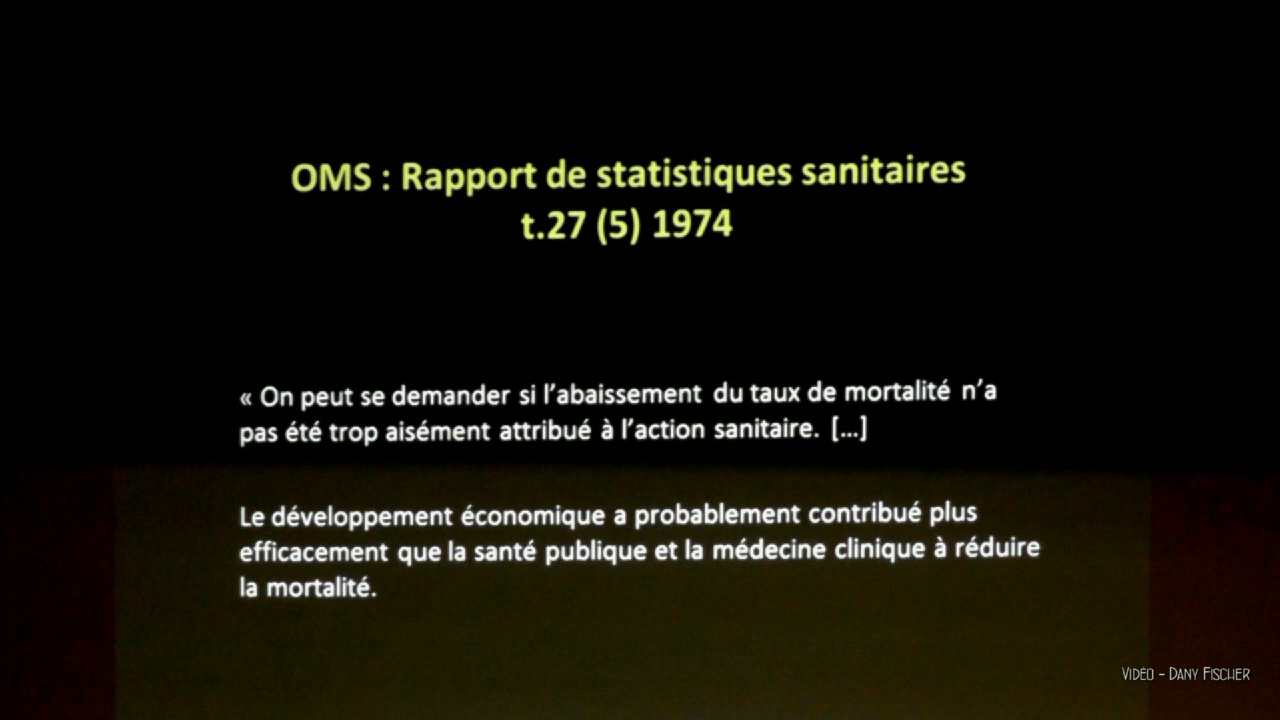 OMS : Rapport de statistiques sanitaires
t.27 (5) 1974
« On peut se demander si l’abaissement du taux de mortalité n’a
pas été trop aisément attribué à l’action sanitaire. [...]
Le développement économique a probablement contribué plus
efficacement que la santé publique et la médecine clinique à réduire
la mortalité.
VIDÉO - DANY FISCHER